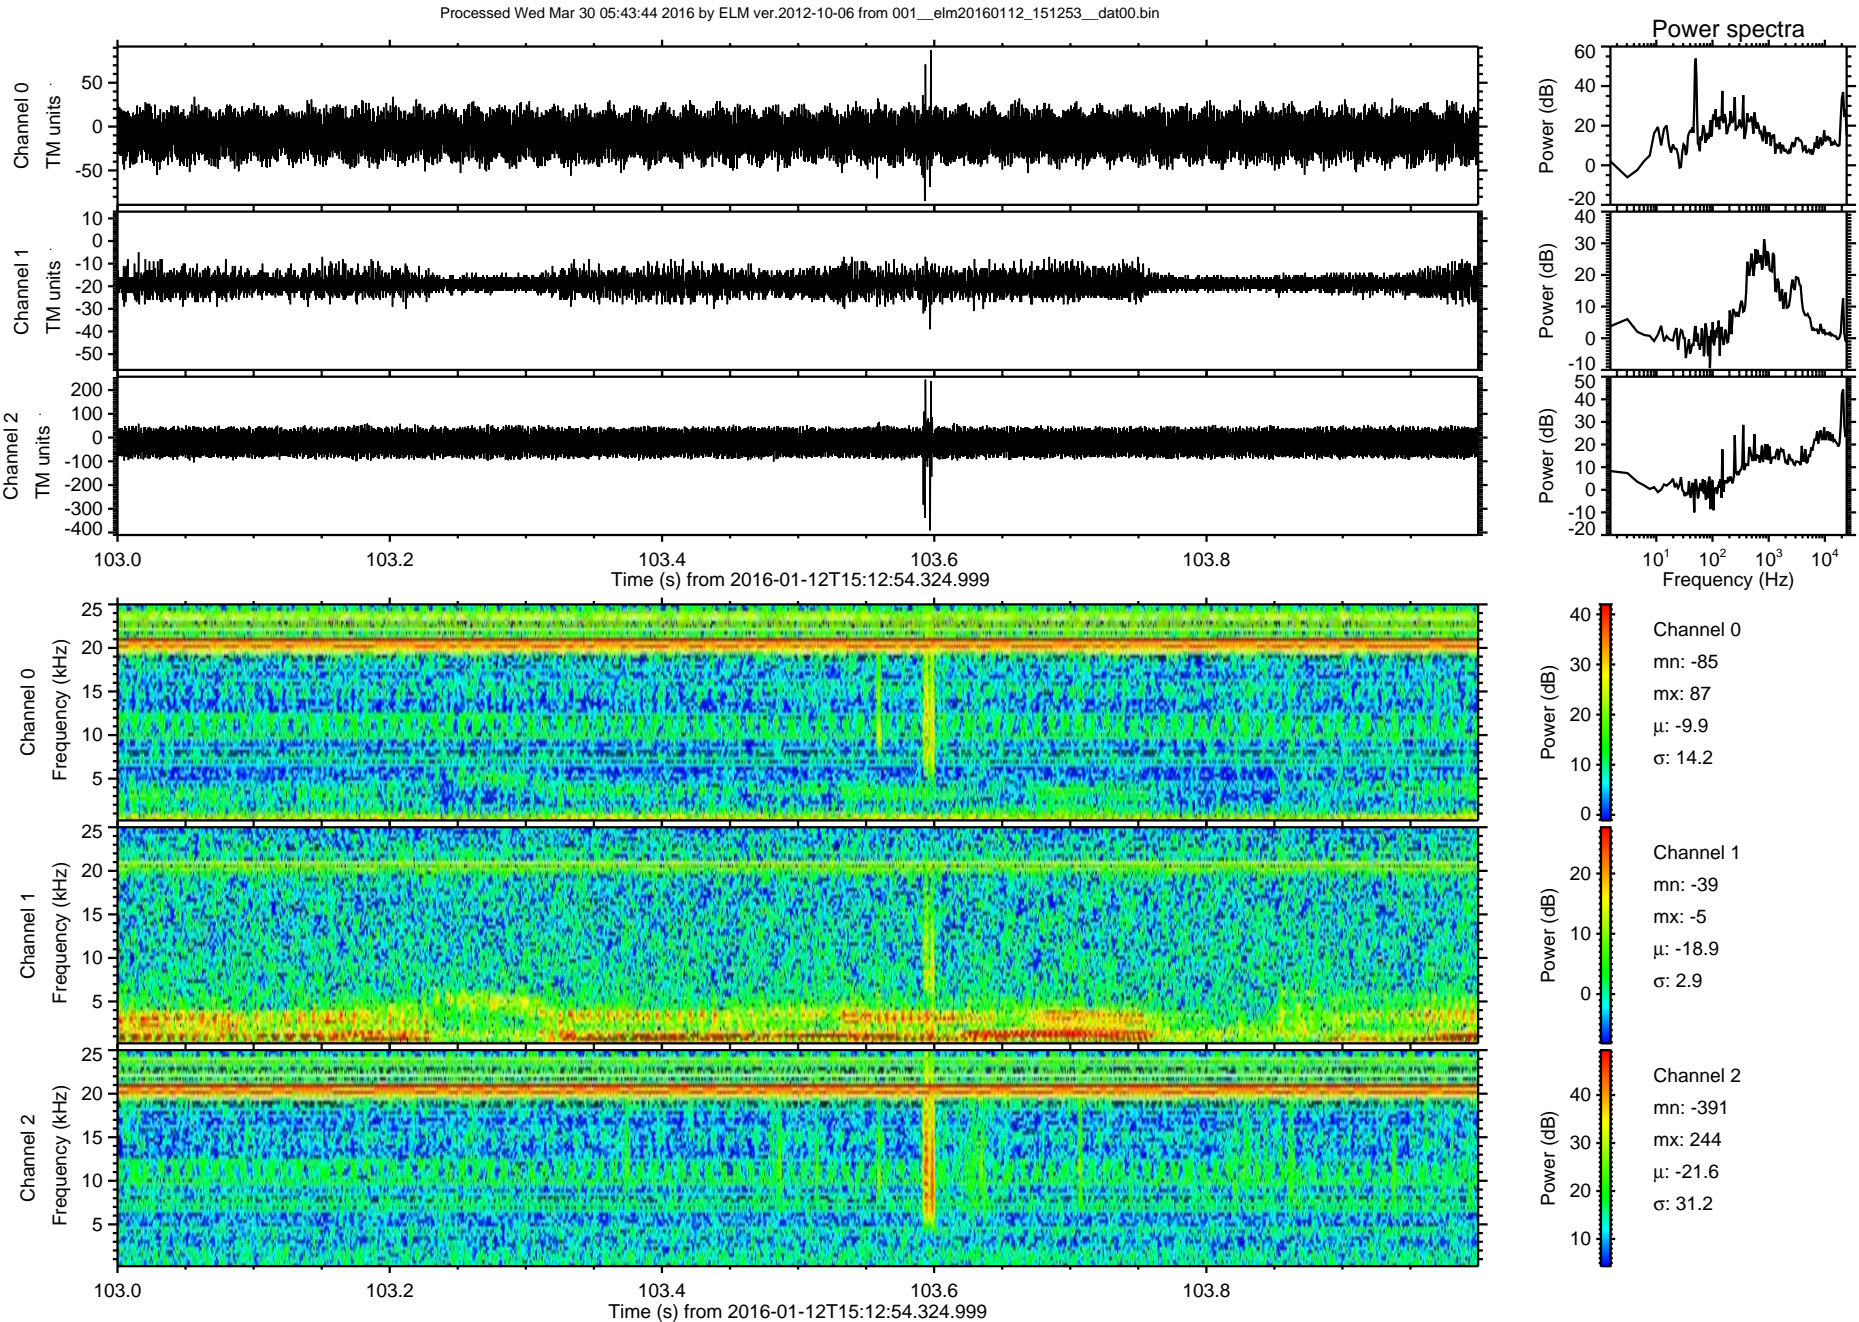 Processed Wed Mar 30 05:43:44 2016 by ELM ver.2012-10-06 from 001__elm20160112_151253__dat00.bin
Power spectra
Channel 0
TM units
50
0
-50
Power (dB)
60
40
20
0
-20
Channel 1
TM units
10
0
-10
-20
-30
-40
-50
Power (dB)
40
30
20
10
0
-10
Channel 2
TM units
200
100
0
-100
-200
-300
-400
Power (dB)
50
40
30
20
10
0
-10
-20
103.0 103.2 103.4 103.6 103.8
Time (s) from 2016-01-12T15:12:54.324.999
10^1 10^2 10^3 10^4
Frequency (Hz)
Channel 0
Frequency (kHz)
25
20
15
10
5
Power (dB)
40
30
20
10
0
Channel 0
mn: -85
mx: 87
μ: -9.9
σ: 14.2
Channel 1
Frequency (kHz)
25
20
15
10
5
Power (dB)
20
10
0
Channel 1
mn: -39
mx: -5
μ: -18.9
σ: 2.9
Channel 2
Frequency (kHz)
25
20
15
10
5
Power (dB)
40
30
20
10
Channel 2
mn: -391
mx: 244
μ: -21.6
σ: 31.2
103.0 103.2 103.4 103.6 103.8
Time (s) from 2016-01-12T15:12:54.324.999